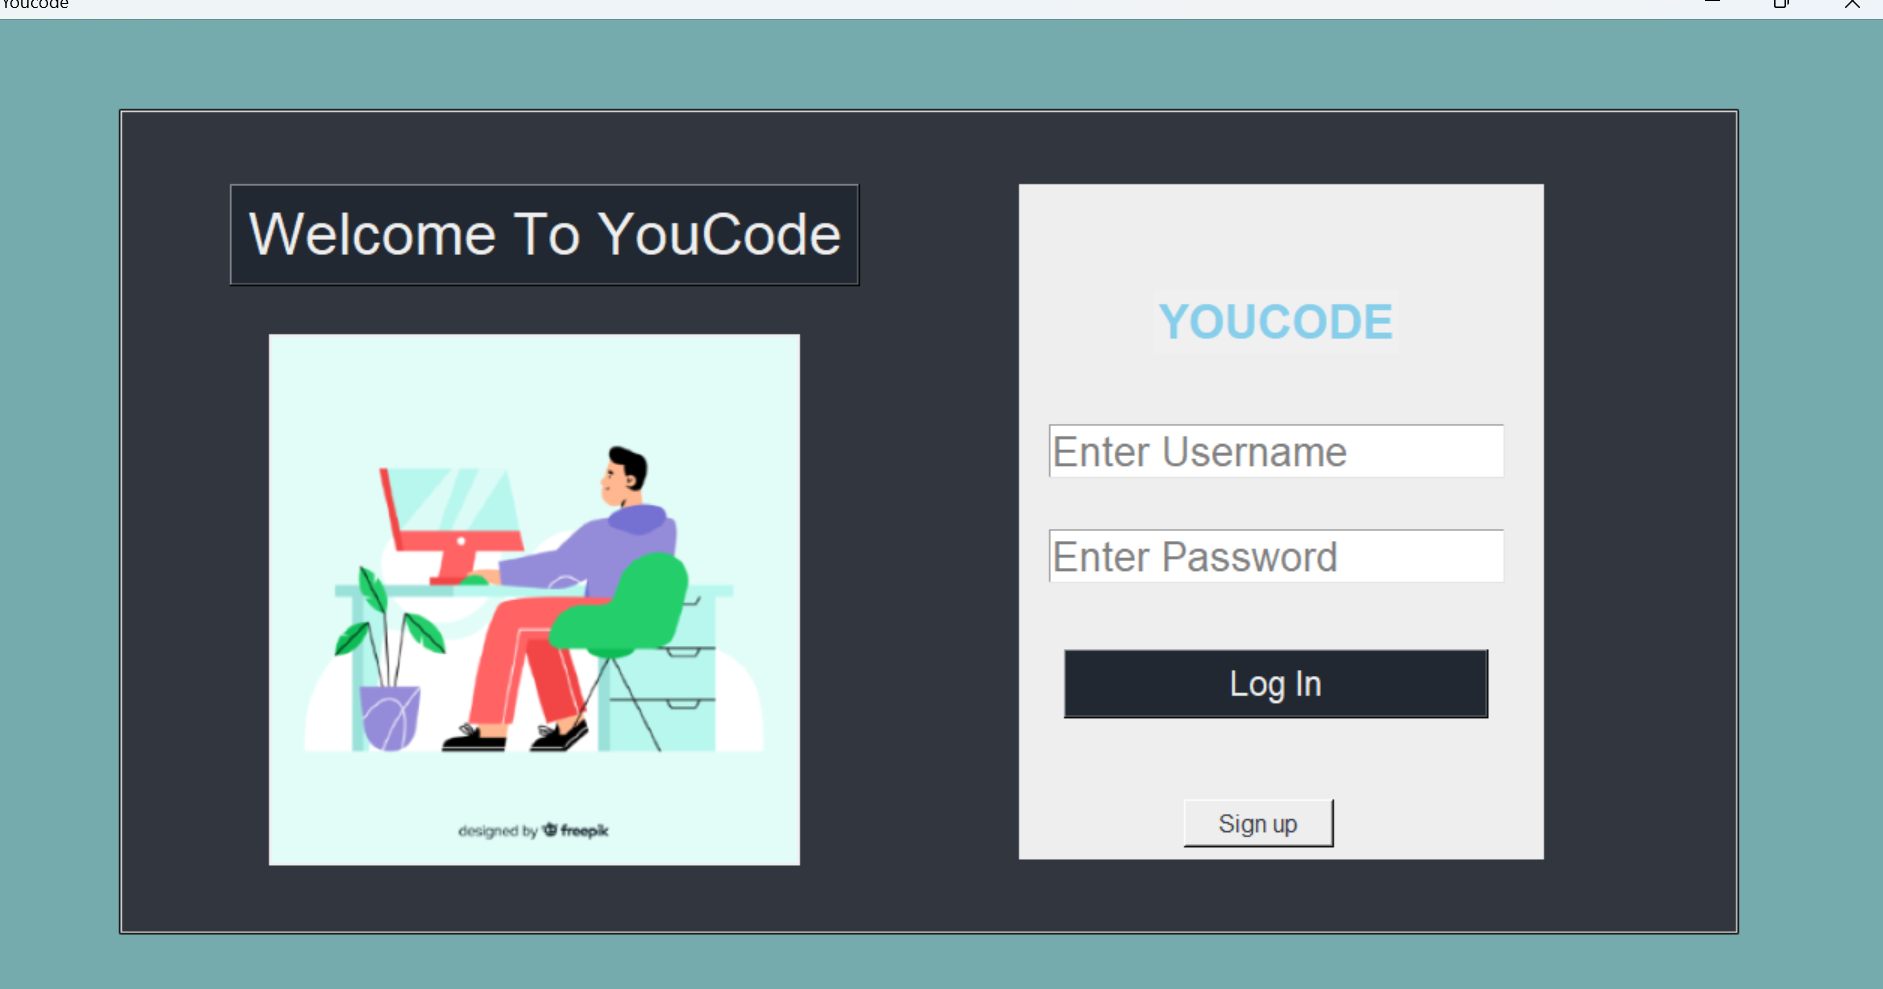 Youcode
Welcome To YouCode
designed by freepik
YOUCODE
Enter Username
Enter Password
Log In
Sign up